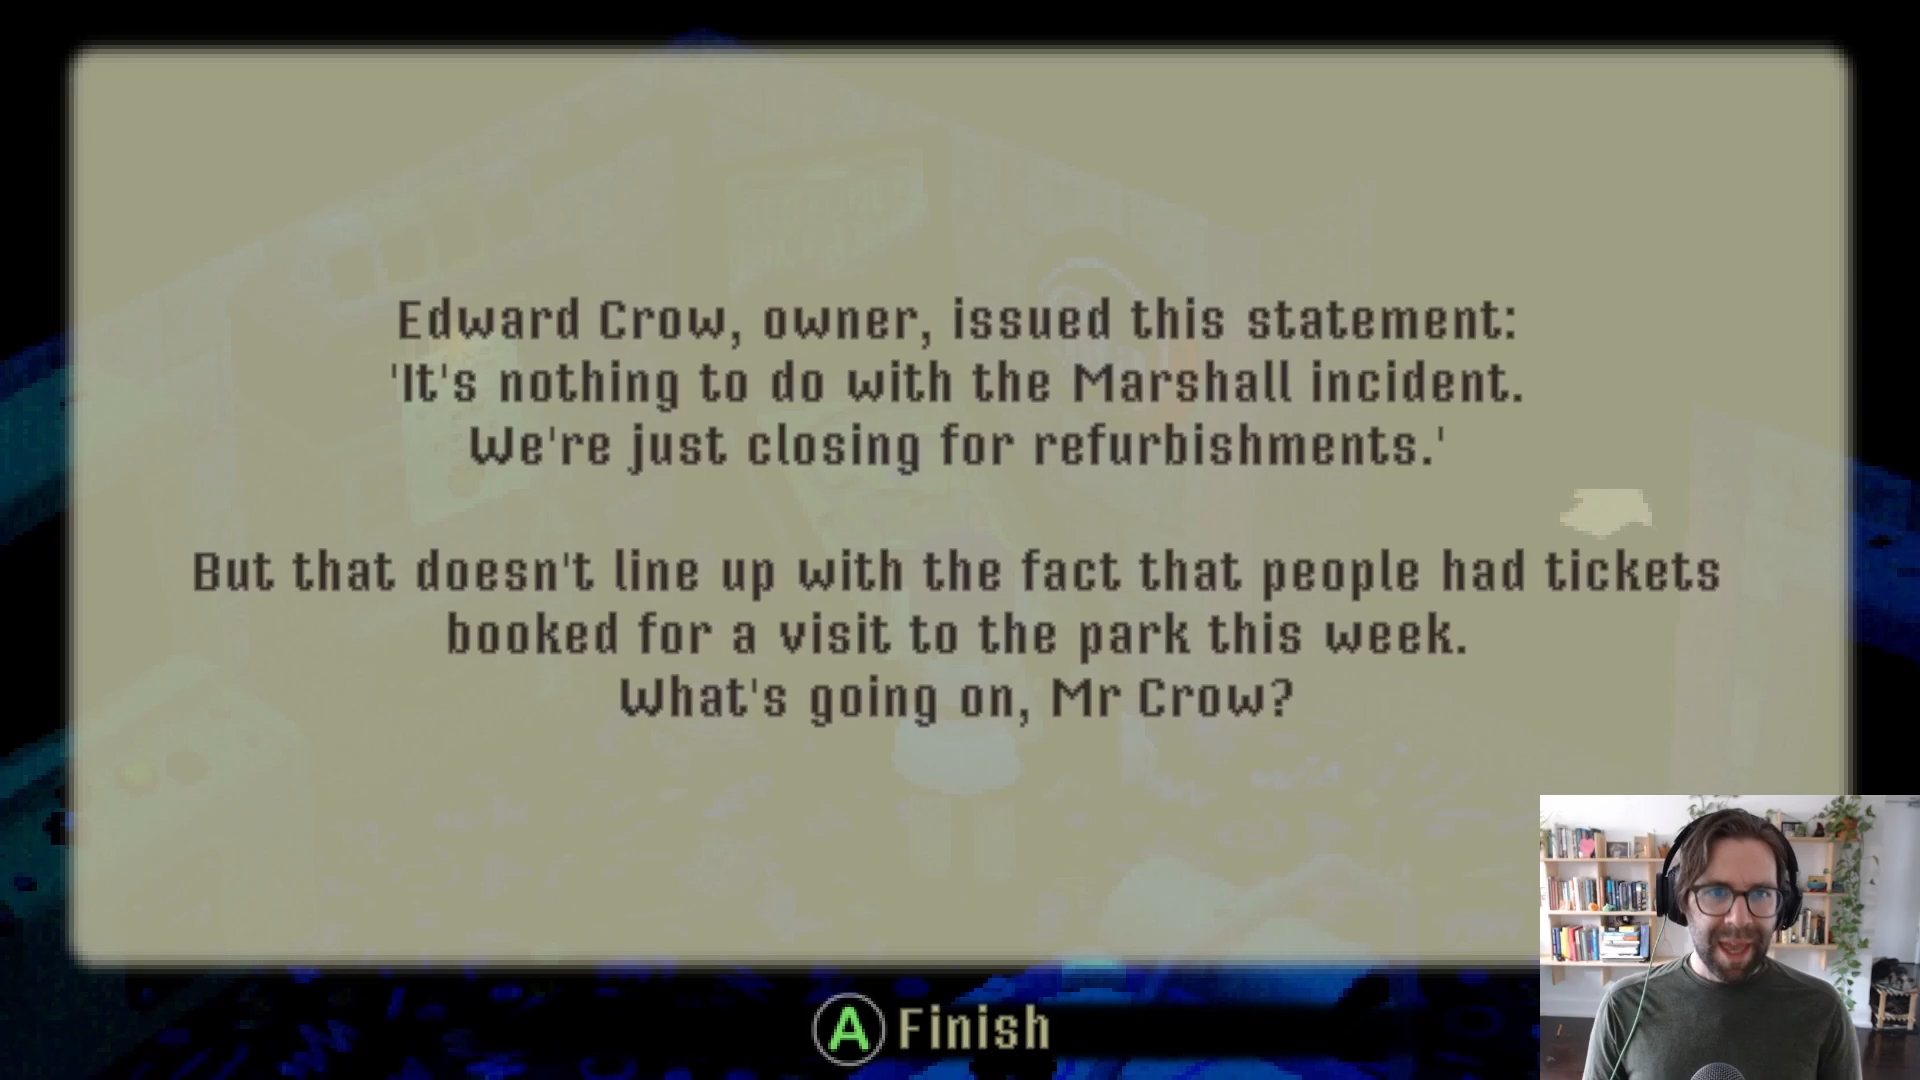 Edward Crow, owner, issued this statement:
'It's nothing to do with the Marshall incident.
We're just closing for refurbishments.'
But that doesn't line up with the fact that people had tickets
booked for a visit to the park this week.
What's going on, Mr Crow?
A Finish